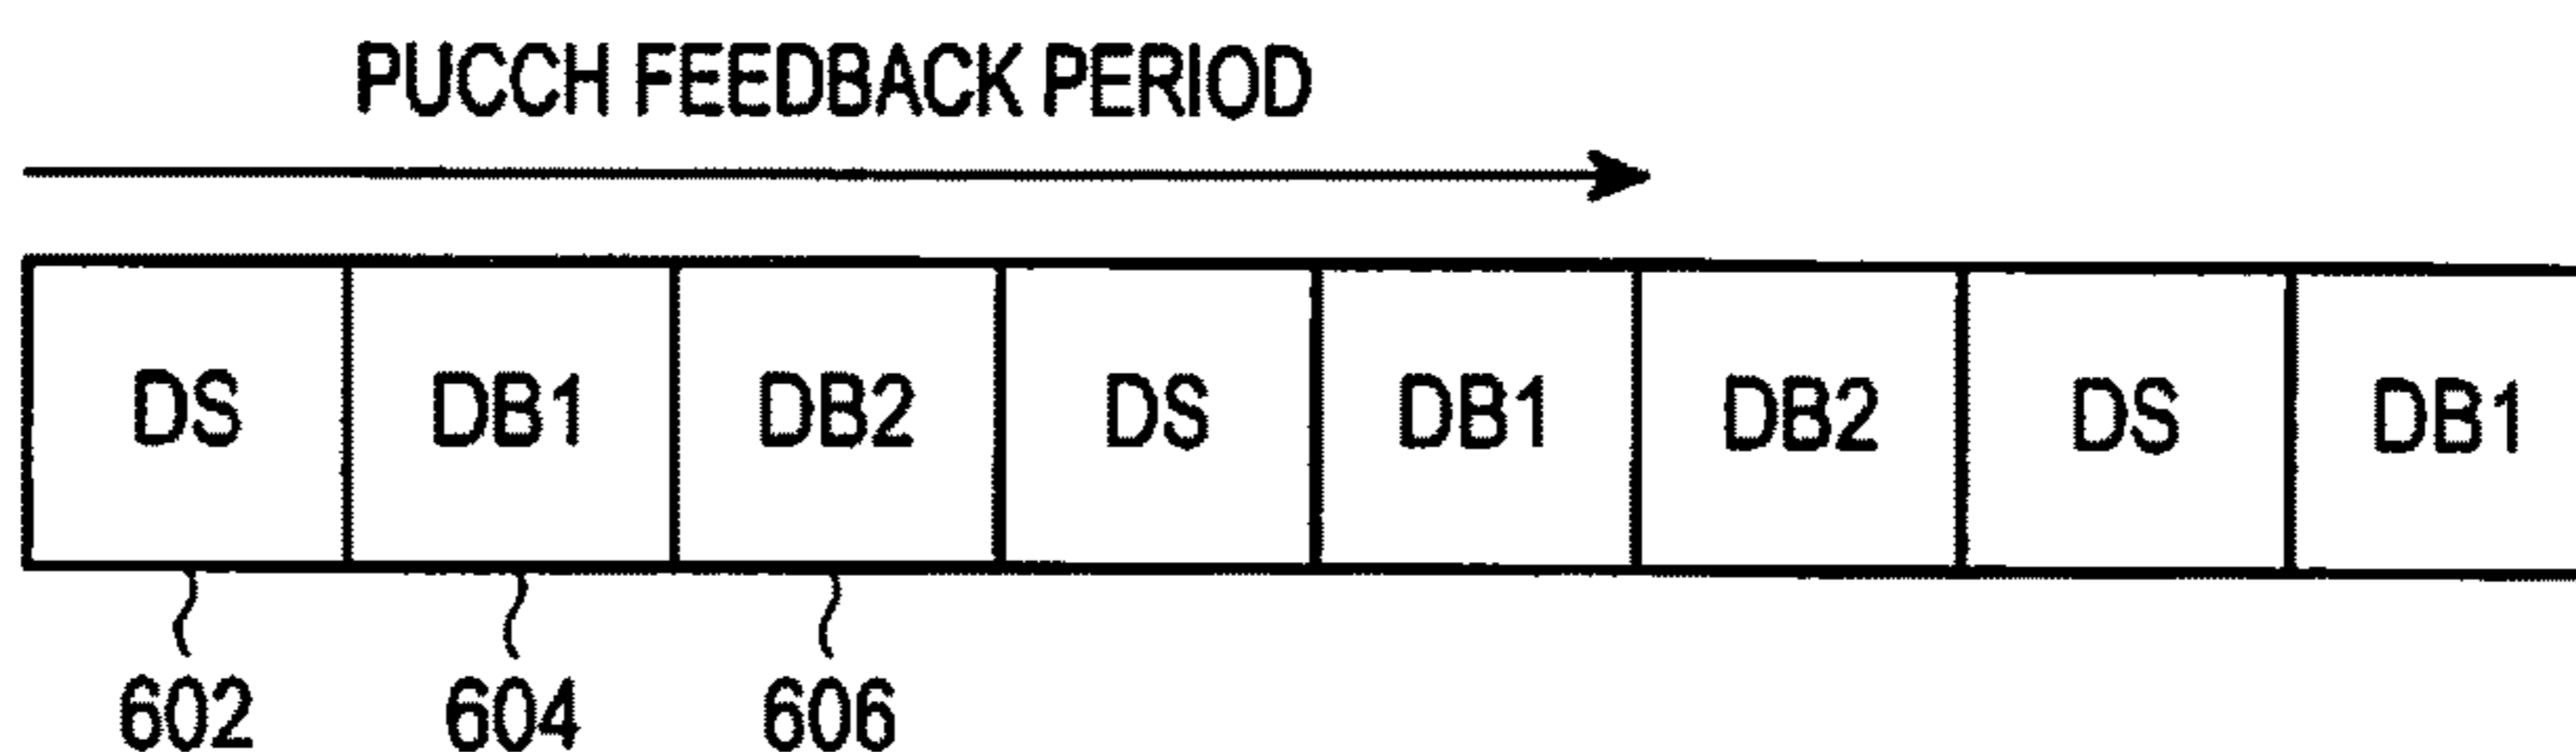 PUCCH FEEDBACK PERIOD
DS DB1 DB2 DS DB1 DB2 DS DB1
602 604 606